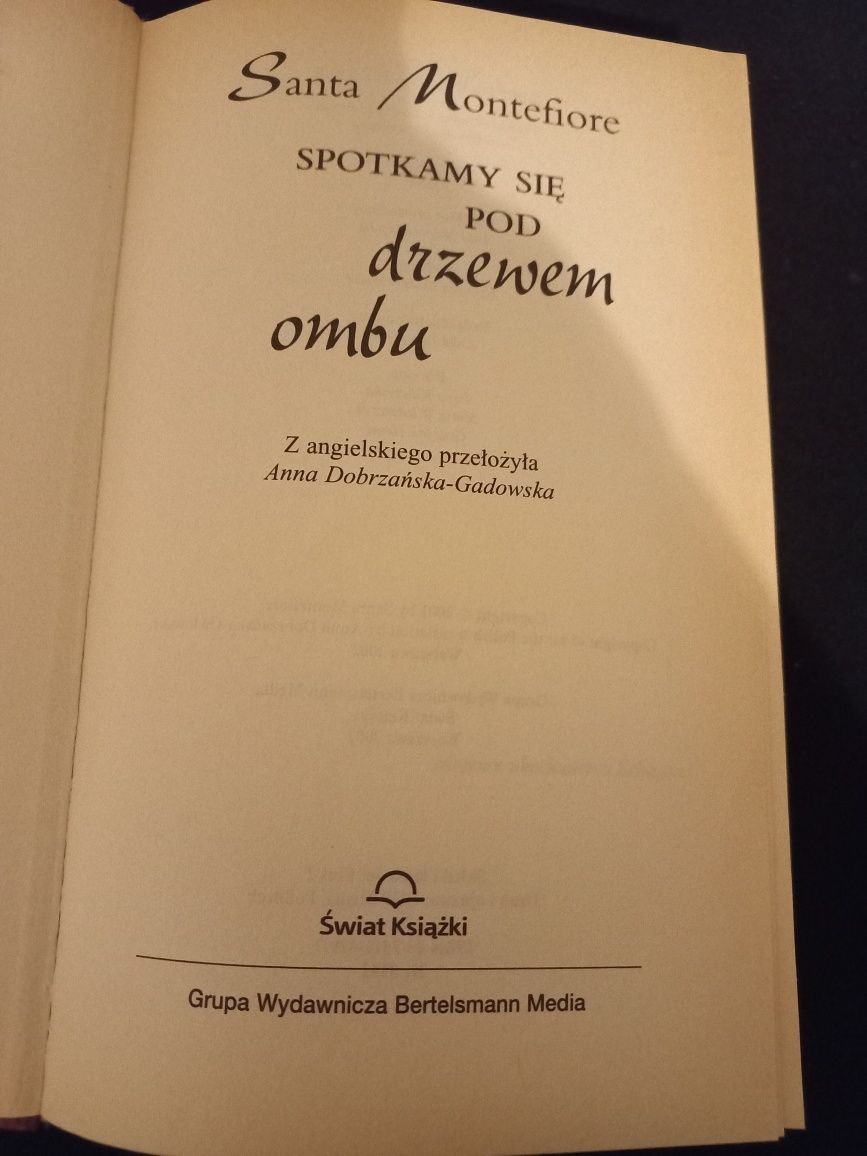 Santa Montefiore
SPOTKAMY SIĘ
POD
drzewem
ombu
Z angielskiego przełożyła
Anna Dobrzańska-Gadowska
Świat Książki
Grupa Wydawnicza Bertelsmann Media